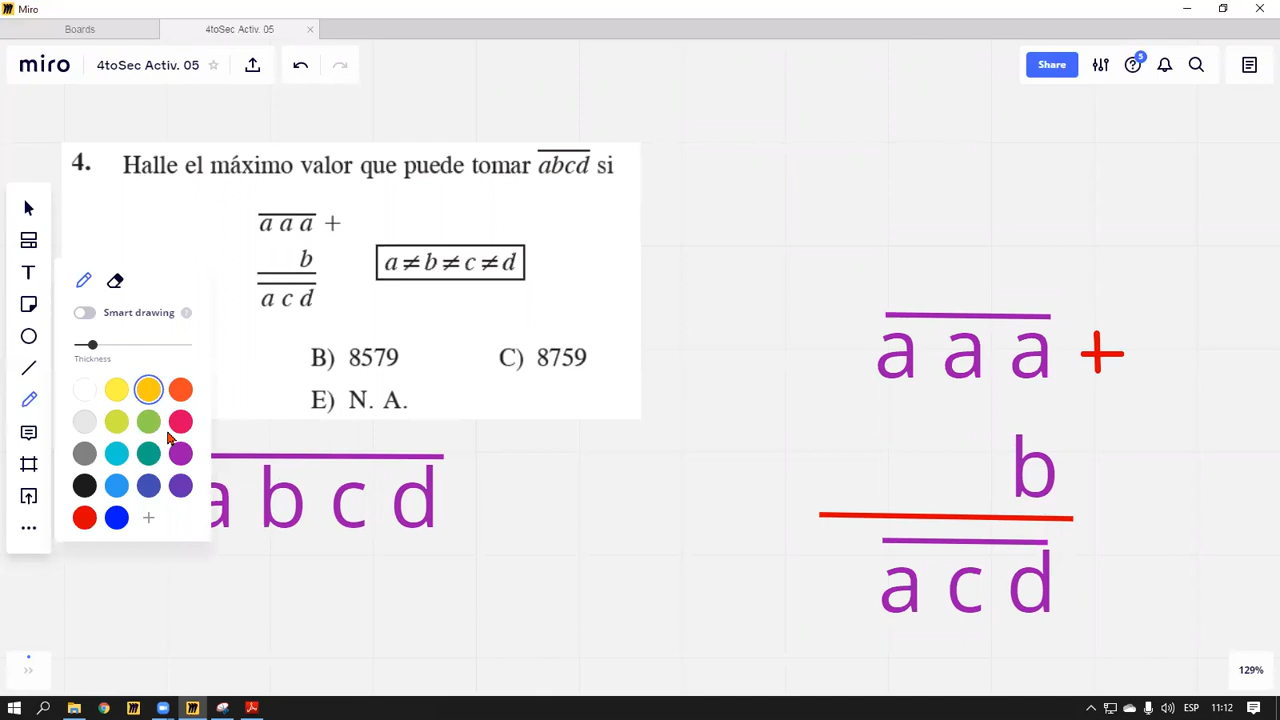 Miro
Boards
4toSec Activ. 05
miro
4toSec Activ. 05
5
Share
4. Halle el máximo valor que puede tomar abcd si
a a a +
b
a ≠ b ≠ c ≠ d
a c d
B) 8579
C) 8759
E) N. A.
Smart drawing
?
Thickness
a b c d
a a a +
b
a c d
129%
ESP
11:12